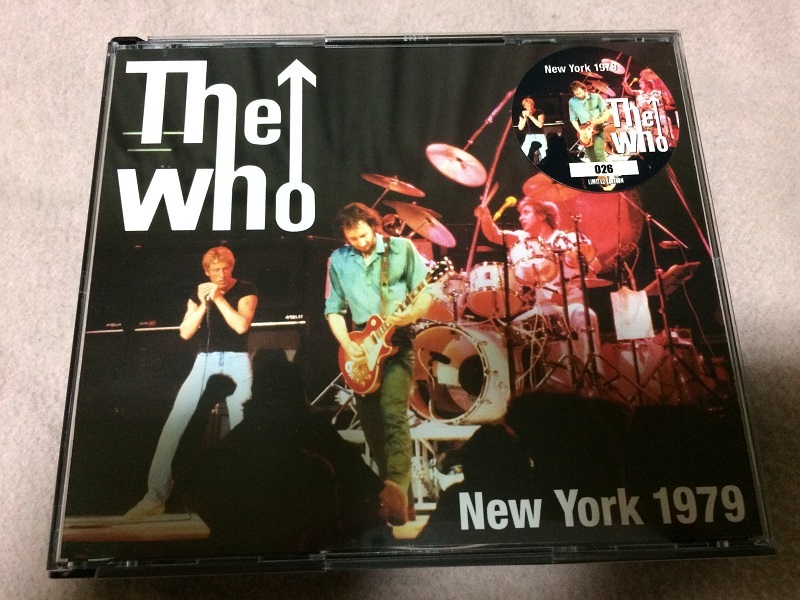 The
Who
New York 1979
The
Who
026
LIMITED EDITION
New York 1979